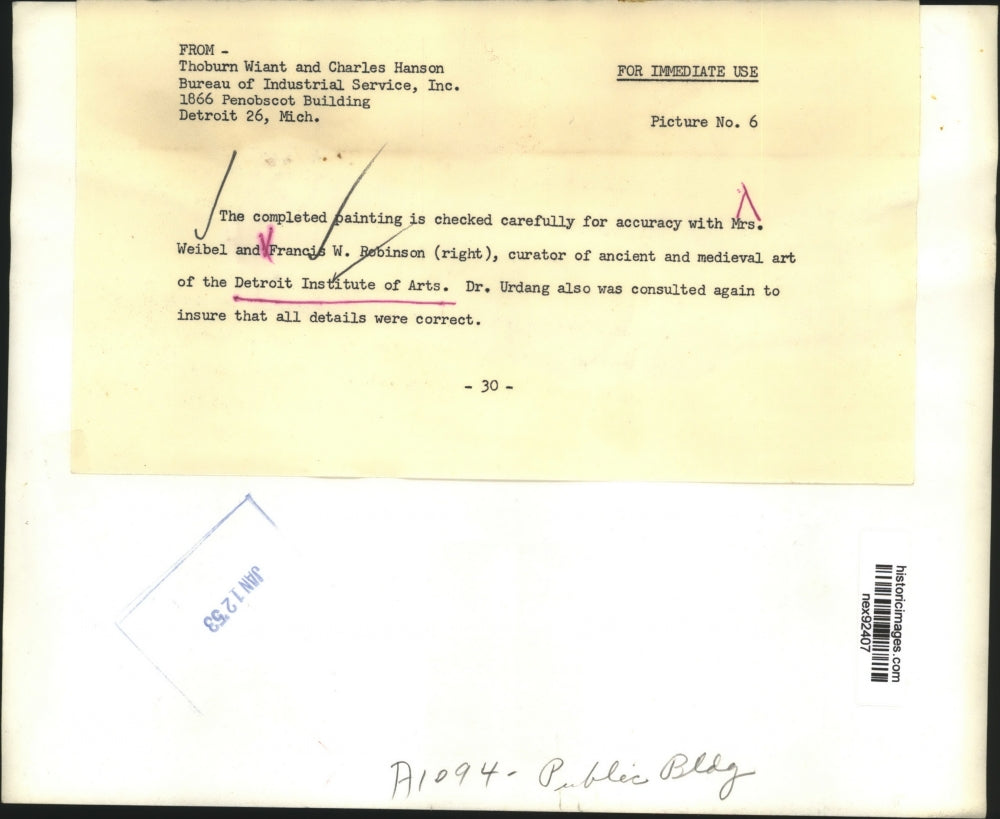 FROM -
Thoburn Wiant and Charles Hanson
Bureau of Industrial Service, Inc.
1866 Penobscot Building
Detroit 26, Mich.
FOR IMMEDIATE USE
Picture No. 6
The completed painting is checked carefully for accuracy with Mrs.
Weibel and Francis W. Robinson (right), curator of ancient and medieval art
of the Detroit Institute of Arts. Dr. Urdang also was consulted again to
insure that all details were correct.
- 30 -
JAN 12 '53
historicimages.com
nex92407
A1094- Public Bldg